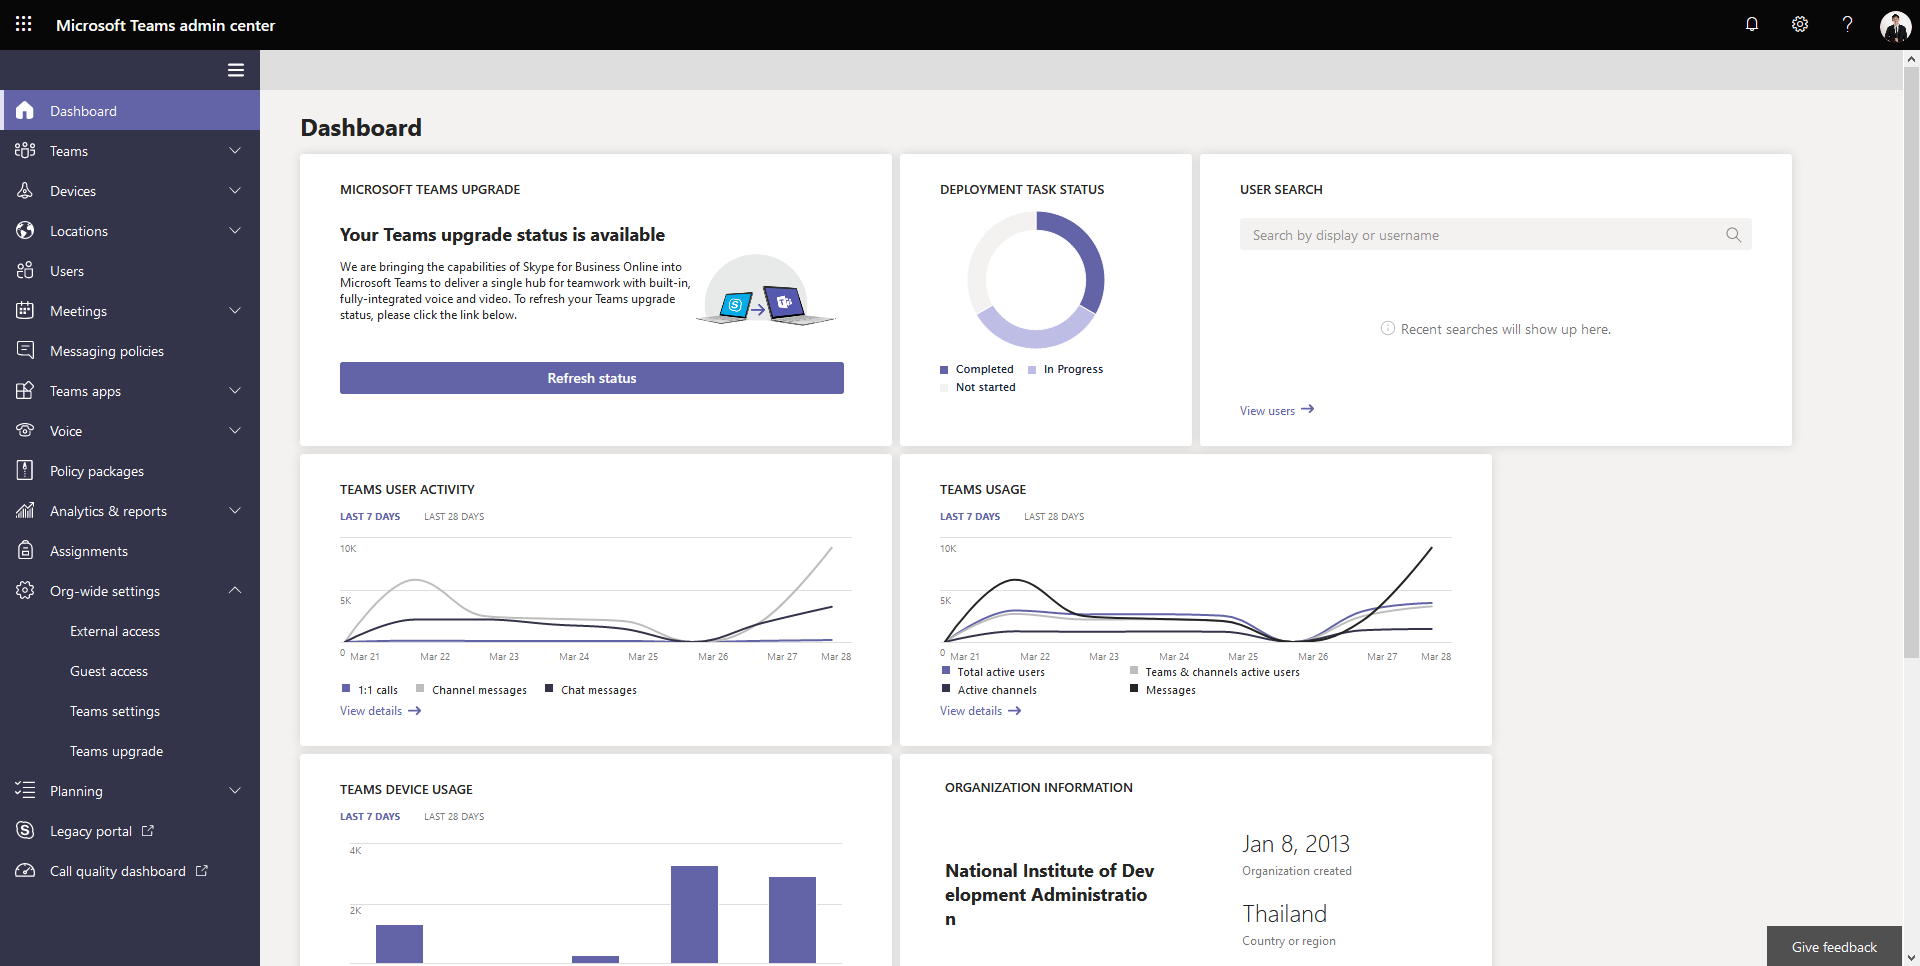 Microsoft Teams admin center
Dashboard
Teams
Devices
Locations
Users
Meetings
Messaging policies
Teams apps
Voice
Policy packages
Analytics & reports
Assignments
Org-wide settings
External access
Guest access
Teams settings
Teams upgrade
Planning
Legacy portal
Call quality dashboard
Dashboard
MICROSOFT TEAMS UPGRADE
Your Teams upgrade status is available
We are bringing the capabilities of Skype for Business Online into
Microsoft Teams to deliver a single hub for teamwork with built-in,
fully-integrated voice and video. To refresh your Teams upgrade
status, please click the link below.
Refresh status
DEPLOYMENT TASK STATUS
Completed In Progress
Not started
USER SEARCH
Search by display or username
Recent searches will show up here.
View users
TEAMS USER ACTIVITY
LAST 7 DAYS LAST 28 DAYS
10K
5K
0 Mar 21 Mar 22 Mar 23 Mar 24 Mar 25 Mar 26 Mar 27 Mar 28
1:1 calls Channel messages Chat messages
View details
TEAMS USAGE
LAST 7 DAYS LAST 28 DAYS
10K
5K
0 Mar 21 Mar 22 Mar 23 Mar 24 Mar 25 Mar 26 Mar 27 Mar 28
Total active users Teams & channels active users
Active channels Messages
View details
TEAMS DEVICE USAGE
LAST 7 DAYS LAST 28 DAYS
4K
2K
ORGANIZATION INFORMATION
National Institute of Dev
elopment Administratio
n
Jan 8, 2013
Organization created
Thailand
Country or region
Give feedback